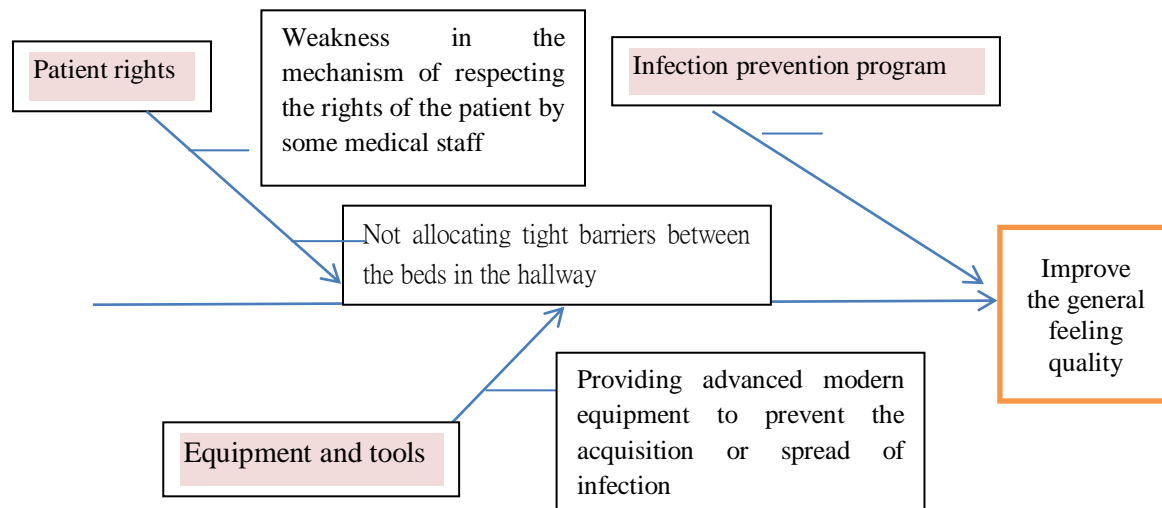 Patient rights
Weakness in the
mechanism of respecting
the rights of the patient by
some medical staff
Infection prevention program
Not allocating tight barriers between
the beds in the hallway
Improve
the general
feeling
quality
Equipment and tools
Providing advanced modern
equipment to prevent the
acquisition or spread of
infection